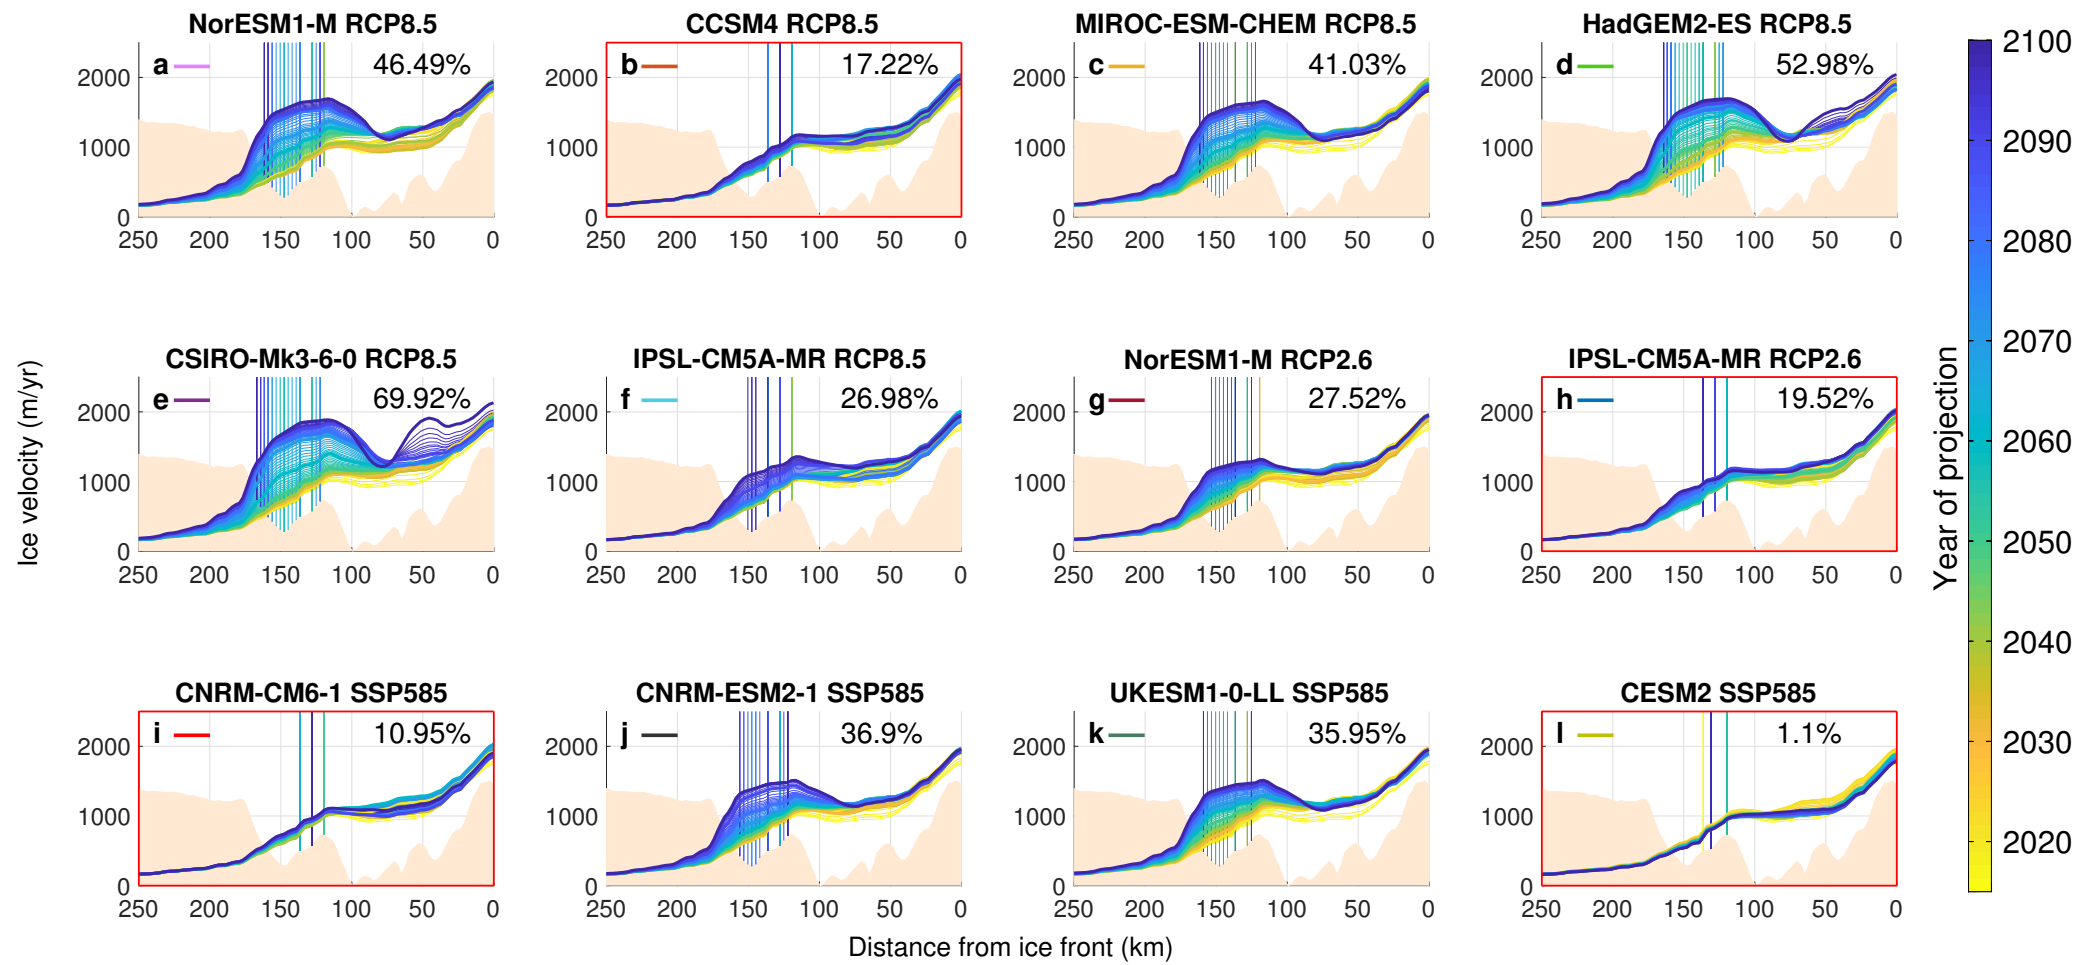 NorESM1-M RCP8.5
CCSM4 RCP8.5
MIROC-ESM-CHEM RCP8.5
HadGEM2-ES RCP8.5
a 46.49%
b 17.22%
c 41.03%
d 52.98%
2000 2000 2000 2000
1000 1000 1000 1000
0 0 0 0
250 200 150 100 50 0
250 200 150 100 50 0
250 200 150 100 50 0
250 200 150 100 50 0
CSIRO-Mk3-6-0 RCP8.5
IPSL-CM5A-MR RCP8.5
NorESM1-M RCP2.6
IPSL-CM5A-MR RCP2.6
e 69.92%
f 26.98%
g 27.52%
h 19.52%
2000 2000 2000 2000
1000 1000 1000 1000
0 0 0 0
250 200 150 100 50 0
250 200 150 100 50 0
250 200 150 100 50 0
250 200 150 100 50 0
CNRM-CM6-1 SSP585
CNRM-ESM2-1 SSP585
UKESM1-0-LL SSP585
CESM2 SSP585
i 10.95%
j 36.9%
k 35.95%
l 1.1%
2000 2000 2000 2000
1000 1000 1000 1000
0 0 0 0
250 200 150 100 50 0
250 200 150 100 50 0
250 200 150 100 50 0
250 200 150 100 50 0
Ice velocity (m/yr)
Distance from ice front (km)
Year of projection
2100
2090
2080
2070
2060
2050
2040
2030
2020